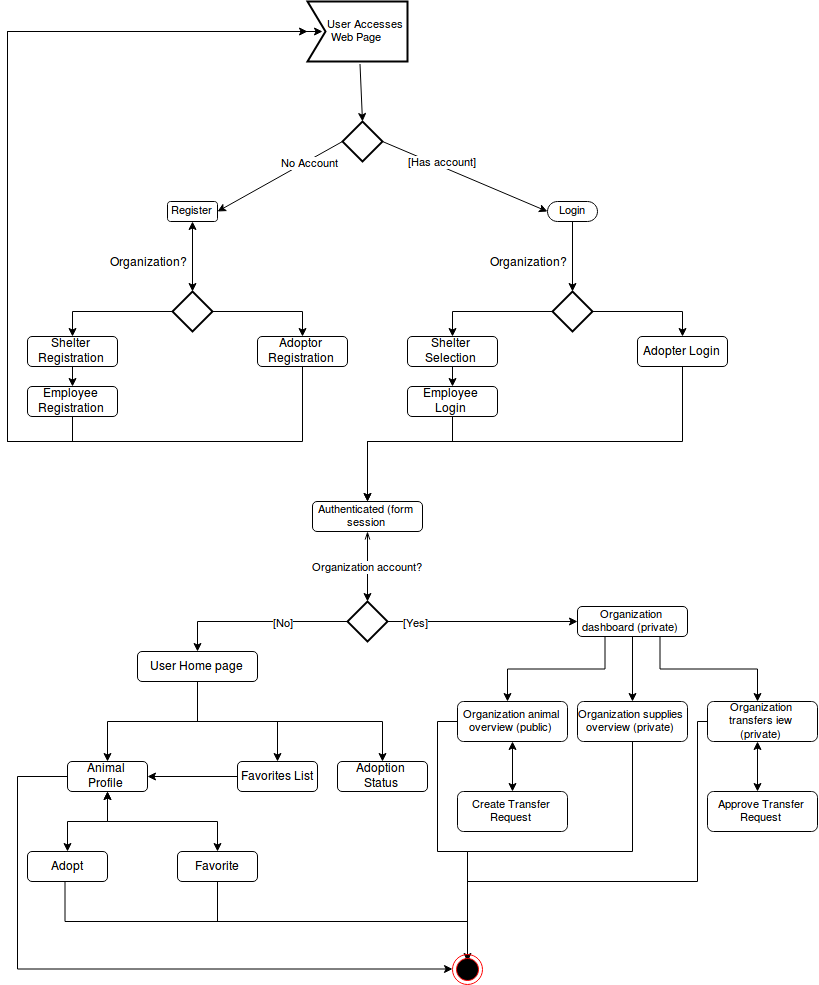 User Accesses
Web Page
No Account
[Has account]
Register
Login
Organization?
Organization?
Shelter
Registration
Adoptor
Registration
Shelter
Selection
Adopter Login
Employee
Registration
Employee
Login
Authenticated (form
session
Organization account?
[No]
[Yes]
Organization
dashboard (private)
User Home page
Organization animal
overview (public)
Organization supplies
overview (private)
Organization
transfers iew
(private)
Animal
Profile
Favorites List
Adoption
Status
Create Transfer
Request
Approve Transfer
Request
Adopt
Favorite